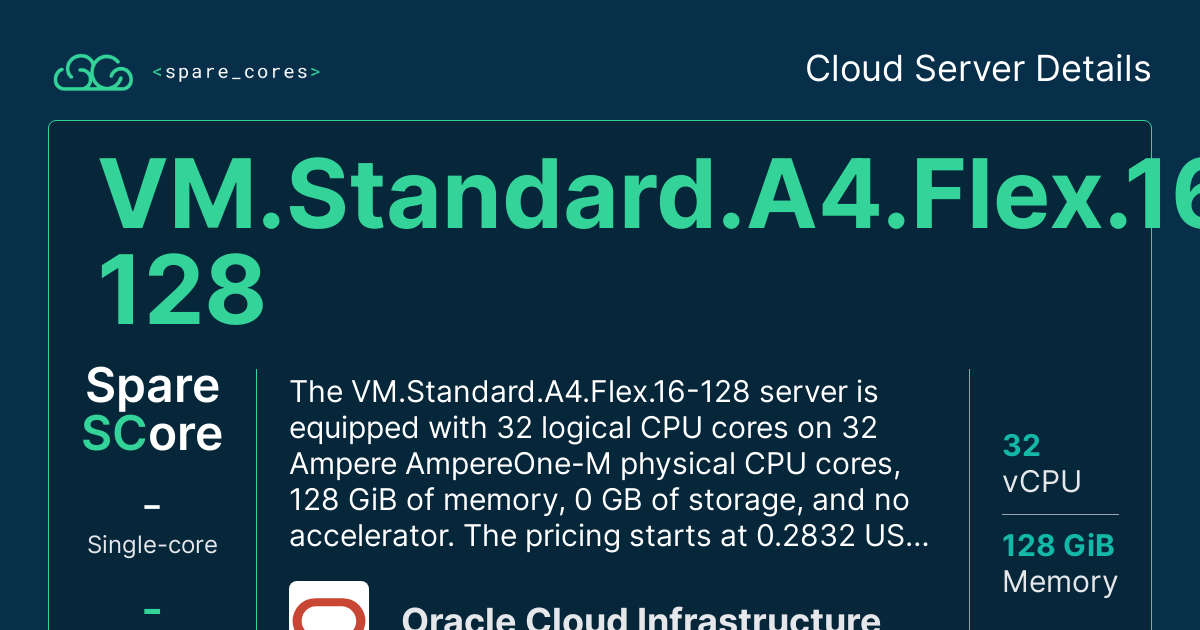 <spare_cores>
Cloud Server Details
VM.Standard.A4.Flex.16
128
Spare
SCore
–
Single-core
–
The VM.Standard.A4.Flex.16-128 server is
equipped with 32 logical CPU cores on 32
Ampere AmpereOne-M physical CPU cores,
128 GiB of memory, 0 GB of storage, and no
accelerator. The pricing starts at 0.2832 US...
Oracle Cloud Infrastructure
32
vCPU
128 GiB
Memory